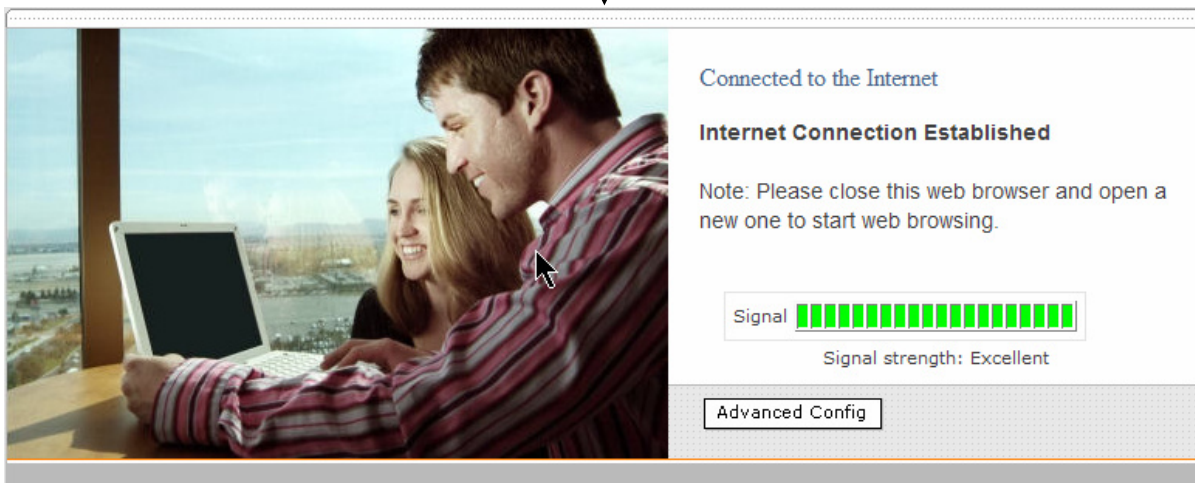 Connected to the Internet
Internet Connection Established
Note: Please close this web browser and open a
new one to start web browsing.
Signal
Signal strength: Excellent
Advanced Config